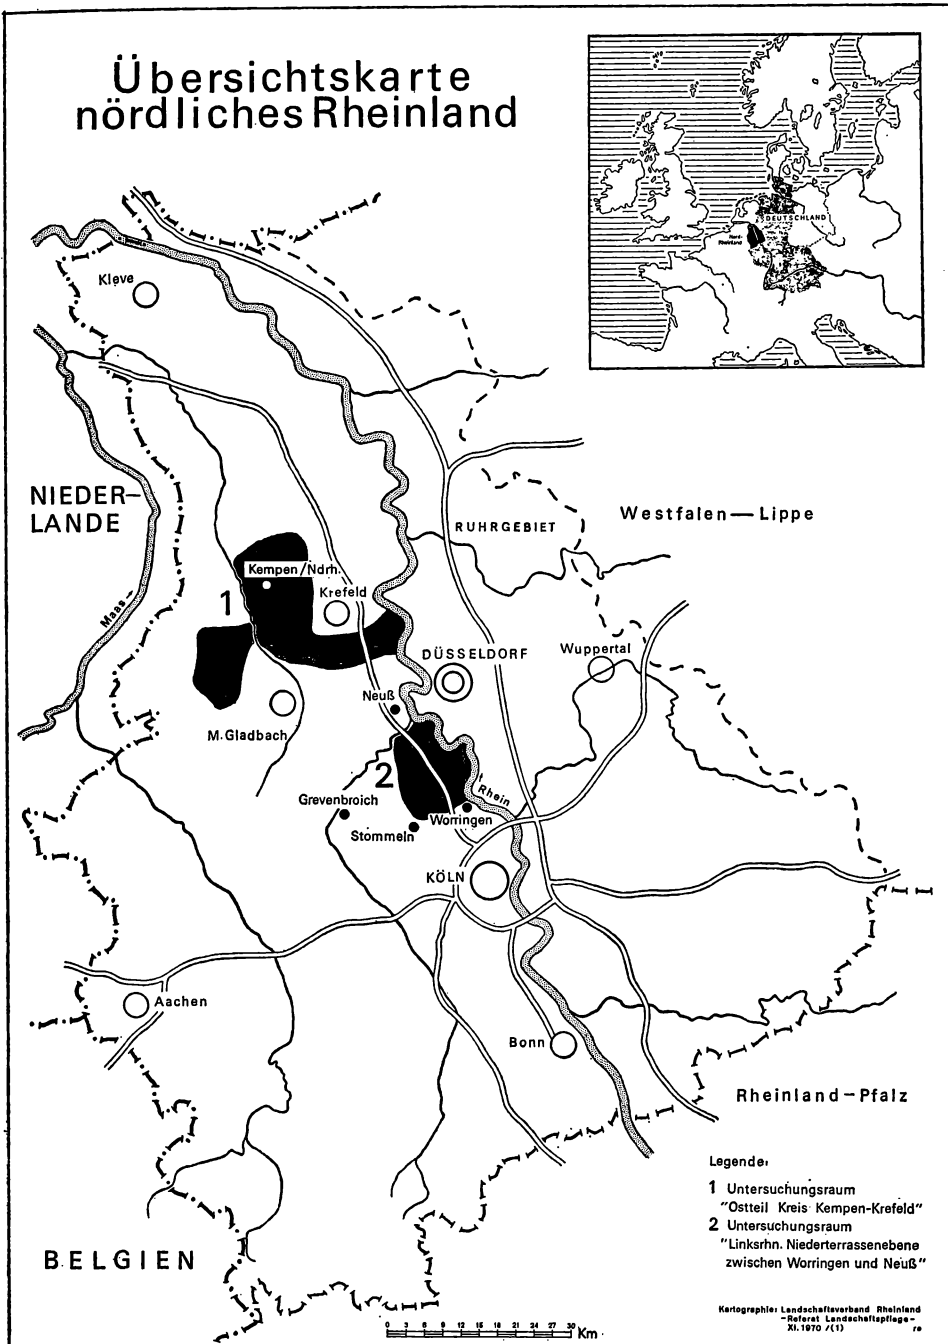 Übersichtskarte
nördliches Rheinland
DEUTSCHLAND
Nord-
Rheinland
Kleve
NIEDER-
LANDE
Westfalen — Lippe
RUHRGEBIET
Kempen /Ndrh.
1
Krefeld
Maas
DÜSSELDORF
Wuppertal
Neuß
M. Gladbach
2
Rhein
Grevenbroich
Worringen
Stommeln
KÖLN
Aachen
Bonn
Rheinland – Pfalz
BELGIEN
Legende:
1 Untersuchungsraum
"Ostteil Kreis Kempen-Krefeld"
2 Untersuchungsraum
"Linksrhn. Niederterrassenebene
zwischen Worringen und Neuß"
Kartographie: Landschaftsverband Rheinland
-Referat Landschaftspflege-
XI. 1970 /(1)
0 3 6 9 12 15 18 21 24 27 30 Km